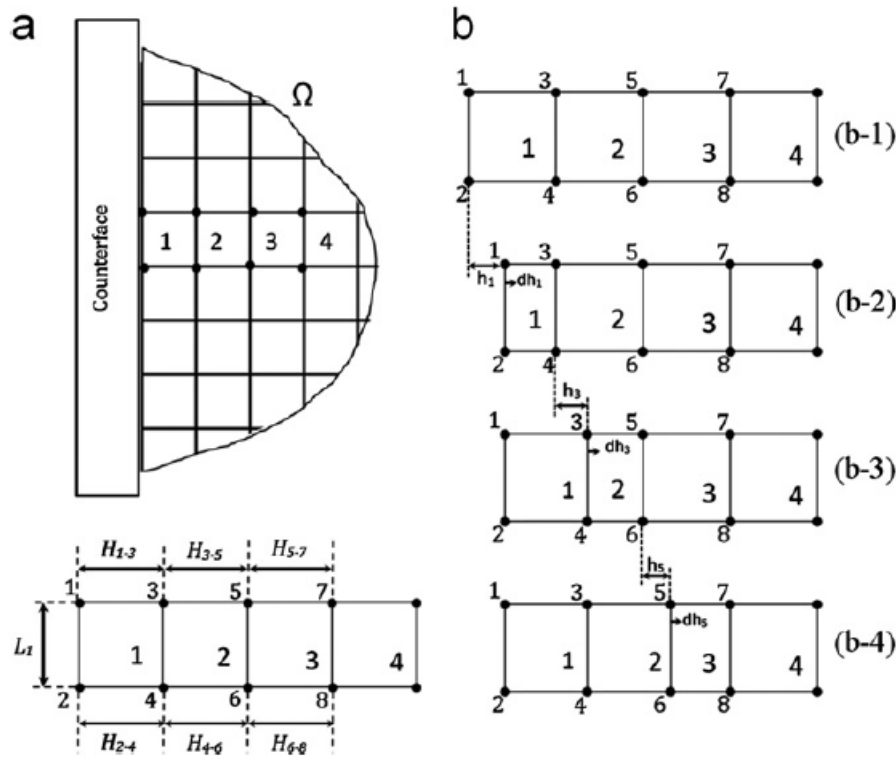 a
Ω
Counterface
1 2 3 4
H1-3 H3-5 H5-7
1 3 5 7
L1
1 2 3 4
2 4 6 8
H2-4 H4-6 H6-8
b
1 3 5 7
1 2 3 4 (b-1)
2 4 6 8
1 3 5 7
h1 dh1
1 2 3 4 (b-2)
2 4 6 8
h3
1 3 5 7
dh3
1 2 3 4 (b-3)
2 4 6 8
h5
1 3 5 7
dh5
1 2 3 4 (b-4)
2 4 6 8